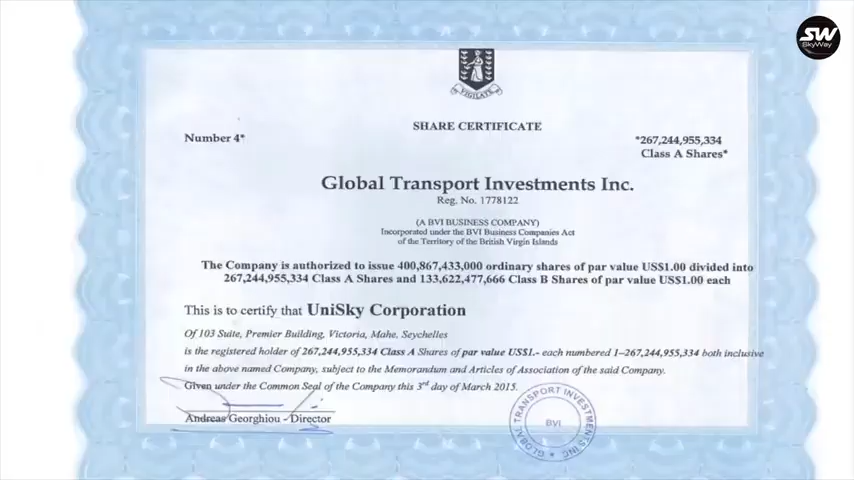 SW
SkyWay
VIGILATE
SHARE CERTIFICATE
Number 4*
*267,244,955,334
Class A Shares*
Global Transport Investments Inc.
Reg. No. 1778122
(A BVI BUSINESS COMPANY)
Incorporated under the BVI Business Companies Act
of the Territory of the British Virgin Islands
The Company is authorized to issue 400,867,433,000 ordinary shares of par value US$1.00 divided into
267,244,955,334 Class A Shares and 133,622,477,666 Class B Shares of par value US$1.00 each
This is to certify that UniSky Corporation
Of 103 Suite, Premier Building, Victoria, Mahe, Seychelles
is the registered holder of 267,244,955,334 Class A Shares of par value US$1.- each numbered 1–267,244,955,334 both inclusive
in the above named Company, subject to the Memorandum and Articles of Association of the said Company.
Given under the Common Seal of the Company this 3rd day of March 2015.
Andreas Georghiou - Director
GLOBAL TRANSPORT INVESTMENTS INC
BVI